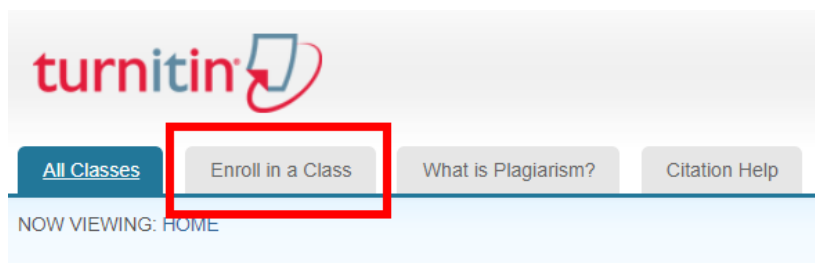 turnitin
All Classes Enroll in a Class What is Plagiarism? Citation Help
NOW VIEWING: HOME